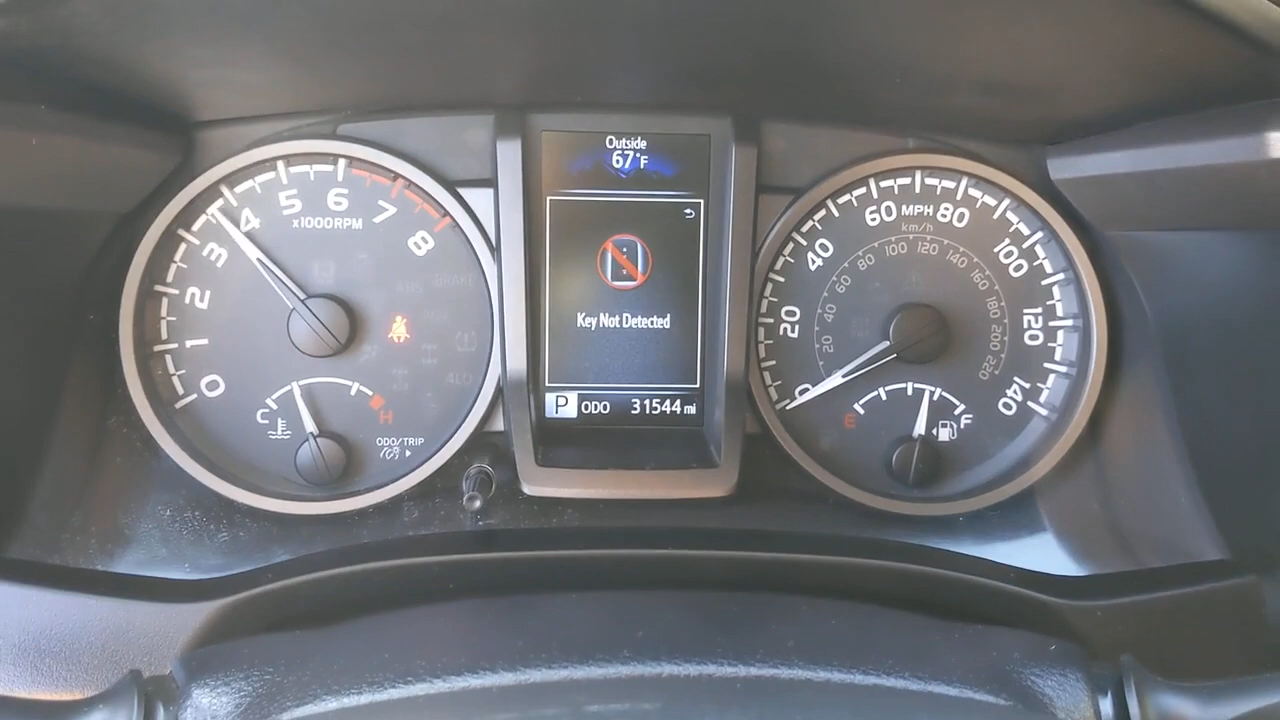 Outside
67°F
Key Not Detected
P ODO 31544 mi
0 1 2 3 4 5 6 7 8
x1000RPM
ABS
BRAKE
4LO
C H
ODO/TRIP
0 20 40 60 80 100 120 140
MPH
km/h
20 40 60 80 100 120 140 160 180 200 220
E F